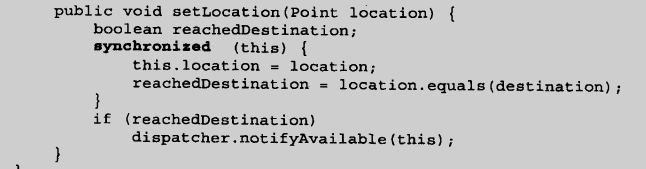 public void setLocation(Point location) {
boolean reachedDestination;
synchronized (this) {
this.location = location;
reachedDestination = location.equals(destination);
}
if (reachedDestination)
dispatcher.notifyAvailable(this);
}